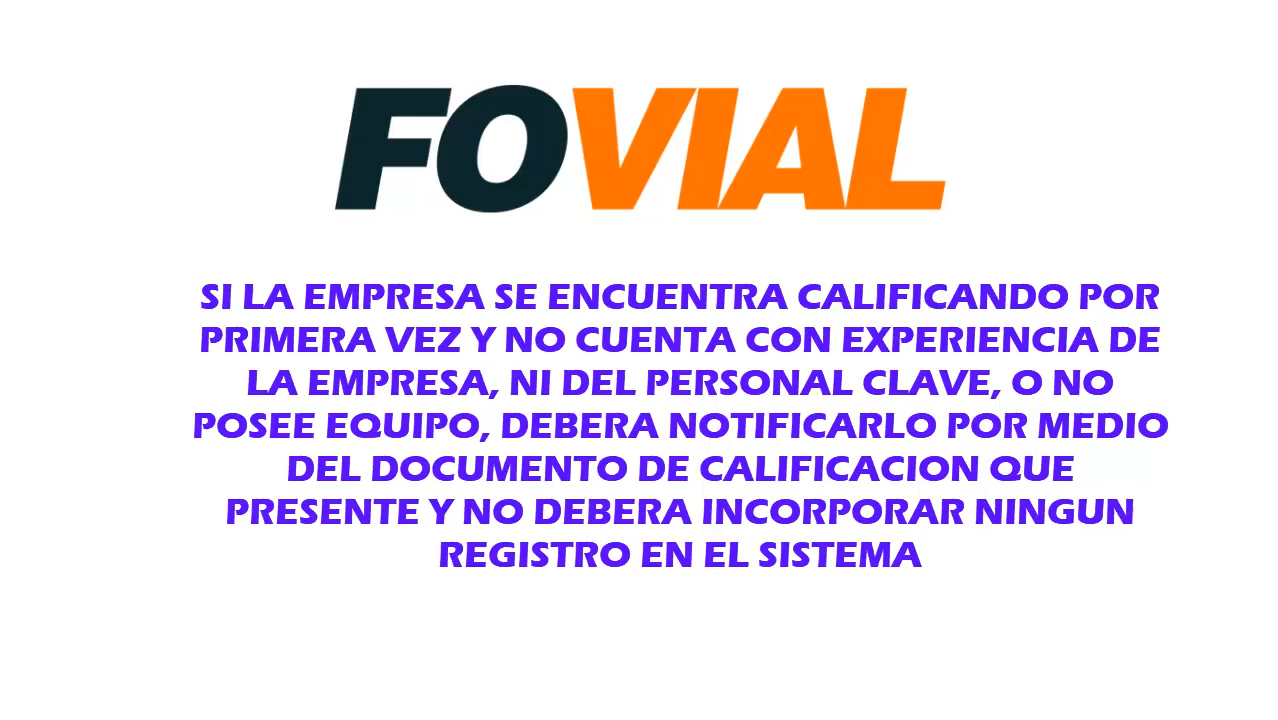 FOVIAL
SI LA EMPRESA SE ENCUENTRA CALIFICANDO POR
PRIMERA VEZ Y NO CUENTA CON EXPERIENCIA DE
LA EMPRESA, NI DEL PERSONAL CLAVE, O NO
POSEE EQUIPO, DEBERA NOTIFICARLO POR MEDIO
DEL DOCUMENTO DE CALIFICACION QUE
PRESENTE Y NO DEBERA INCORPORAR NINGUN
REGISTRO EN EL SISTEMA